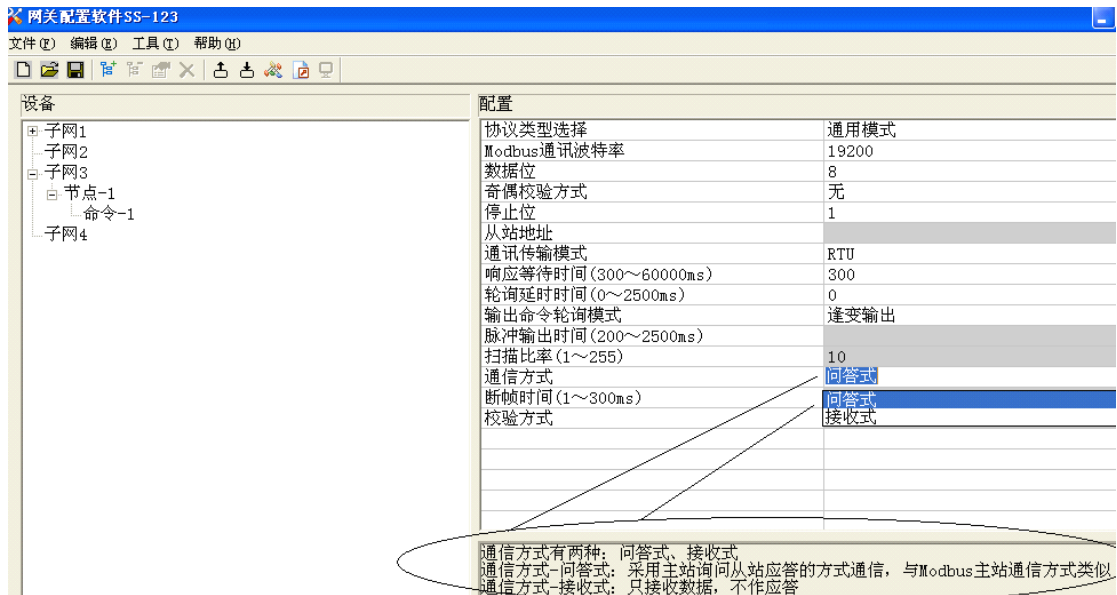 网关配置软件SS-123
文件(F) 编辑(E) 工具(T) 帮助(H)
设备
子网1
子网2
子网3
节点-1
命令-1
子网4
配置
协议类型选择 通用模式
Modbus通讯波特率 19200
数据位 8
奇偶校验方式 无
停止位 1
从站地址
通讯传输模式 RTU
响应等待时间(300～60000ms) 300
轮询延时时间(0～2500ms) 0
输出命令轮询模式 逢变输出
脉冲输出时间(200～2500ms)
扫描比率(1～255) 10
通信方式 问答式
断帧时间(1～300ms) 问答式
校验方式 接收式
通信方式有两种：问答式、接收式
通信方式-问答式：采用主站询问从站应答的方式通信，与Modbus主站通信方式类似
通信方式-接收式：只接收数据，不作应答